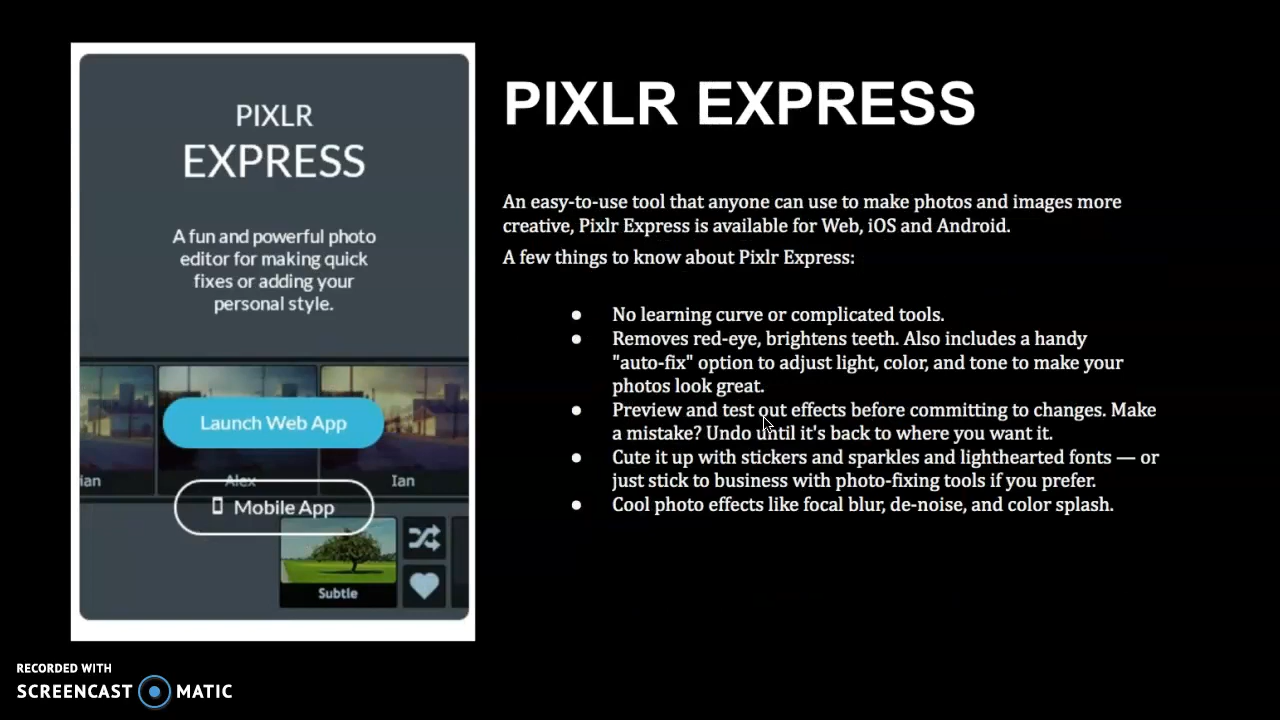 PIXLR
EXPRESS
A fun and powerful photo
editor for making quick
fixes or adding your
personal style.
Launch Web App
ian
Alex
Ian
Mobile App
Subtle
PIXLR EXPRESS
An easy-to-use tool that anyone can use to make photos and images more
creative, Pixlr Express is available for Web, iOS and Android.
A few things to know about Pixlr Express:
● No learning curve or complicated tools.
● Removes red-eye, brightens teeth. Also includes a handy
"auto-fix" option to adjust light, color, and tone to make your
photos look great.
● Preview and test out effects before committing to changes. Make
a mistake? Undo until it's back to where you want it.
● Cute it up with stickers and sparkles and lighthearted fonts — or
just stick to business with photo-fixing tools if you prefer.
● Cool photo effects like focal blur, de-noise, and color splash.
RECORDED WITH
SCREENCAST MATIC